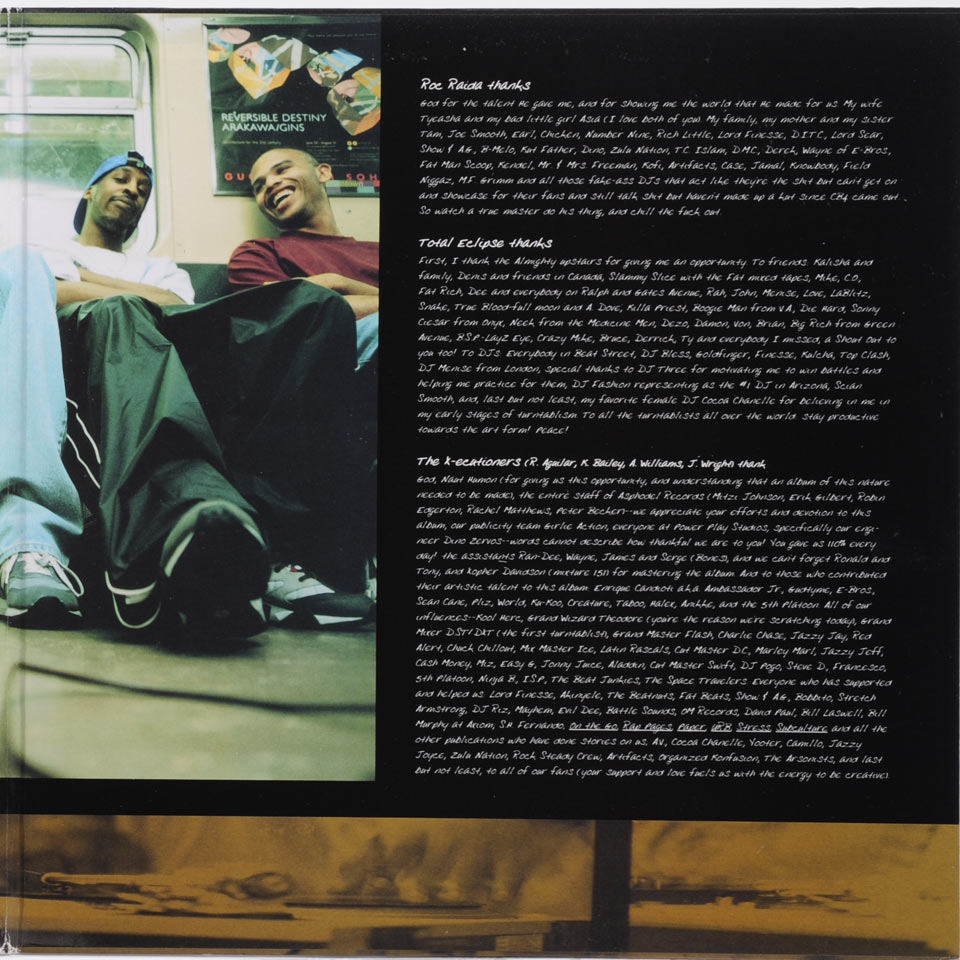 REVERSIBLE DESTINY
ARAKAWA/GINS
Roc Raida thanks
God for the talent He gave me, and for showing me the world that He made for us. My wife
Tyeasha and my bad little girl Asia (I love both of you). My family, my mother and my sister
Tam, Joe Smooth, Earl, Chicken, Number Nine, Rich Little, Lord Finesse, D.I.T.C., Lord Sear,
Show & AG, B-Melo, Kut Father, Dino, Zulu Nation, T.C. Islam, DMC, Derek, Wayne of E-Bros,
Fat Man Scoop, Kendel, Mr. & Mrs. Freeman, Kofi, Artifacts, Case, Jamal, Knowbody, Field
Niggaz, M.F. Grimm and all those fake-ass DJs that act like they're the shit but can't get on
and showcase for their fans and still talk shit but haven't made up a kut since C84 came out.
So watch a true master do his thing, and chill the fuck out.
Total Eclipse thanks
First, I thank the Almighty upstairs for giving me an opportunity. To friends: Kalisha and
family, Denis and friends in Canada, Slammy Slice with the Fat mixed tapes, Mike, C.O.,
Fat Rich, Dee and everybody on Ralph and Gates Avenue, Rah, John, Merise, Love, LaBlitz,
Snake, True Blood-full moon and A. Dove, Killa Priest, Boogie Man from V.A., Die Hard, Sonny
Ciesar from Onyx, Neck from the Medicine Men, Dezo, Damon, Von, Brian, Big Rich from Green
Avenue, B.S.P.-LayZ Eye, Crazy Mike, Bruce, Derrick, Ty and everybody I missed, a Shout Out to
you too! To DJs: Everybody in Beat Street, DJ Bless, Goldfinger, Finesse, Kulcha, Top Clash,
DJ Merise from London, special thanks to DJ Three for motivating me to win battles and
helping me practice for them, DJ Fashion representing as the #1 DJ in Arizona, Scian
Smooth, and, last but not least, my favorite female DJ Cocoa Chanelle for believing in me in
my early stages of turntablism. To all the turntablists all over the world: stay productive
towards the art form! Peace!
The X-ecutioners (R. Aguilar, K. Bailey, A. Williams, J. Wright) thank
God, Naut Humon (for giving us this opportunity, and understanding that an album of this nature
needed to be made), the entire staff of Asphodel Records (Mitzi Johnson, Erik Gilbert, Robin
Edgerton, Rachel Matthews, Peter Becker)--we appreciate your efforts and devotion to this
album, our publicity team Girlie Action, everyone at Power Play Studios, specifically our engi-
neer Dino Zervos--words cannot describe how thankful we are to you! You gave us 110% every
day! the assistants Ran-Dee, Wayne, James and Serge (Bones), and we can't forget Ronald and
Tony, and Kopher Davidson (mixture 151) for mastering the album. And to those who contributed
their artistic talent to this album: Enrique Candioti a.k.a. Ambassador Jr., Gudtyme, E-Bros,
Sean Cane, Pliz, World, Ku-Koo, Creature, Taboo, Halex, Anikke, and the 5th Platoon. All of our
influences--Kool Herc, Grand Wizard Theodore (you're the reason we're scratching today), Grand
Mixer DST/DXT (the first turntablist), Grand Master Flash, Charlie Chase, Jazzy Jay, Red
Alert, Chuck Chillout, Mix Master Ice, Latin Rascals, Cut Master D.C., Marley Marl, Jazzy Jeff,
Cash Money, Miz, Easy G, Jonny Juice, Aladdin, Cut Master Swift, DJ Pogo, Steve D., Francesco,
5th Platoon, Ninja B, I.S.P., The Beat Junkies, The Space Travelers. Everyone who has supported
and helped us: Lord Finesse, Akinyele, The Beatnuts, Fat Beats, Show & AG, Bobbito, Stretch
Armstrong, DJ Riz, Mayhem, Evil Dee, Battle Sounds, OM Records, David Paul, Bill Laswell, Bill
Murphy at Axiom, S.H. Fernando, On the Go, Rap Pages, Paper, URB, Stress, Subculture and all the
other publications who have done stories on us, AV, Cocoa Chanelle, Yooter, Camilo, Jazzy
Joyce, Zulu Nation, Rock Steady Crew, Artifacts, Organized Konfusion, The Arsonists, and last
but not least, to all of our fans (your support and love fuels us with the energy to be creative).